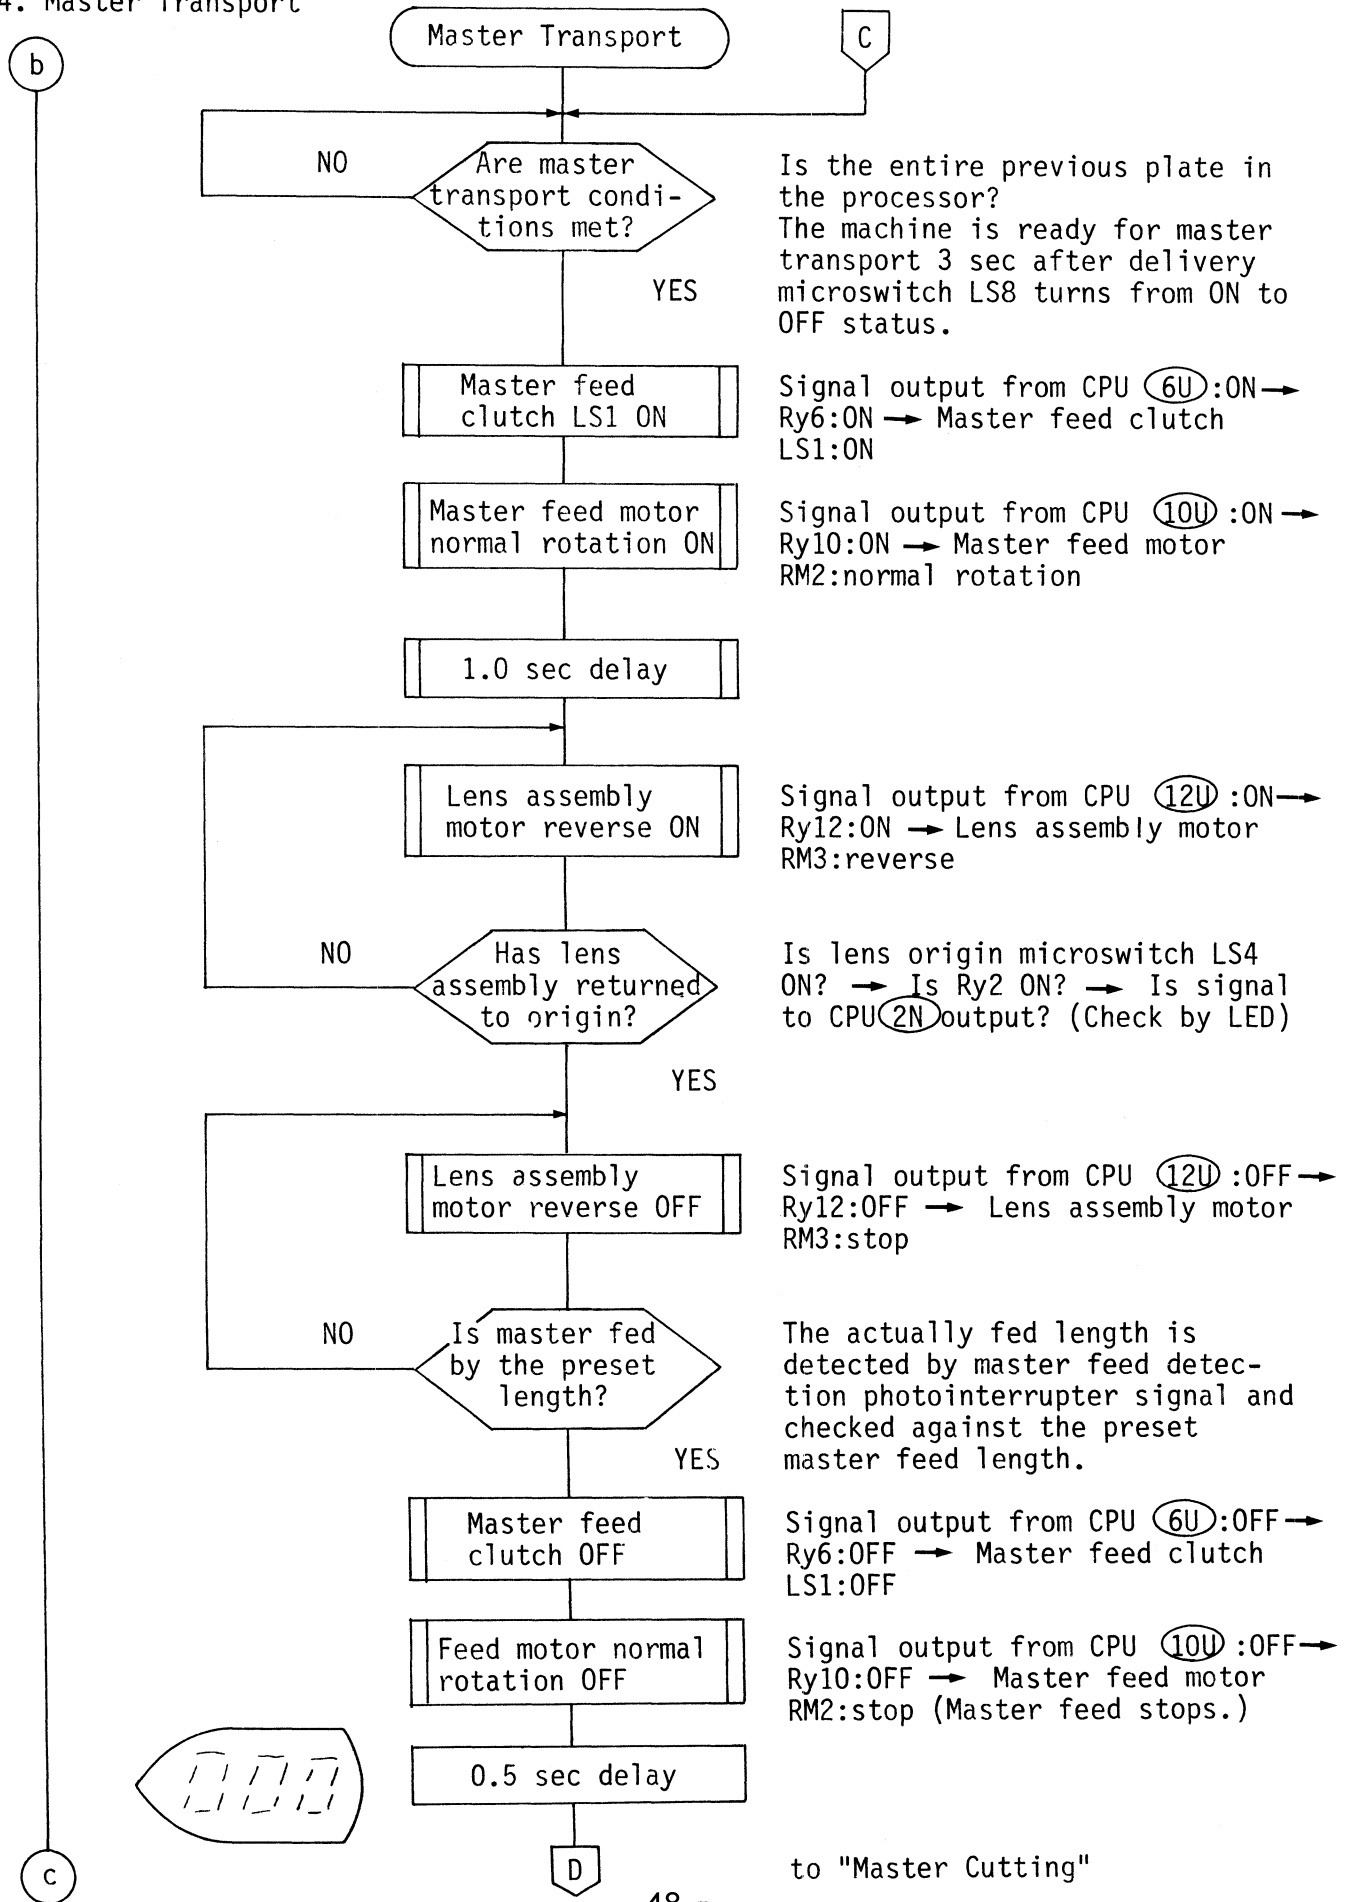 4. Master Transport
Master Transport
C
b
NO
Are master
transport condi-
tions met?
YES
Is the entire previous plate in
the processor?
The machine is ready for master
transport 3 sec after delivery
microswitch LS8 turns from ON to
OFF status.
Master feed
clutch LS1 ON
Signal output from CPU 6U:ON→
Ry6:ON → Master feed clutch
LS1:ON
Master feed motor
normal rotation ON
Signal output from CPU 10U :ON→
Ry10:ON → Master feed motor
RM2:normal rotation
1.0 sec delay
Lens assembly
motor reverse ON
Signal output from CPU 12U :ON→
Ry12:ON → Lens assembly motor
RM3:reverse
NO
Has lens
assembly returned
to origin?
YES
Is lens origin microswitch LS4
ON? → Is Ry2 ON? → Is signal
to CPU 2N output? (Check by LED)
Lens assembly
motor reverse OFF
Signal output from CPU 12U :OFF→
Ry12:OFF → Lens assembly motor
RM3:stop
NO
Is master fed
by the preset
length?
YES
The actually fed length is
detected by master feed detec-
tion photointerrupter signal and
checked against the preset
master feed length.
Master feed
clutch OFF
Signal output from CPU 6U:OFF→
Ry6:OFF → Master feed clutch
LS1:OFF
Feed motor normal
rotation OFF
Signal output from CPU 10U :OFF→
Ry10:OFF → Master feed motor
RM2:stop (Master feed stops.)
000
0.5 sec delay
c
D
to "Master Cutting"